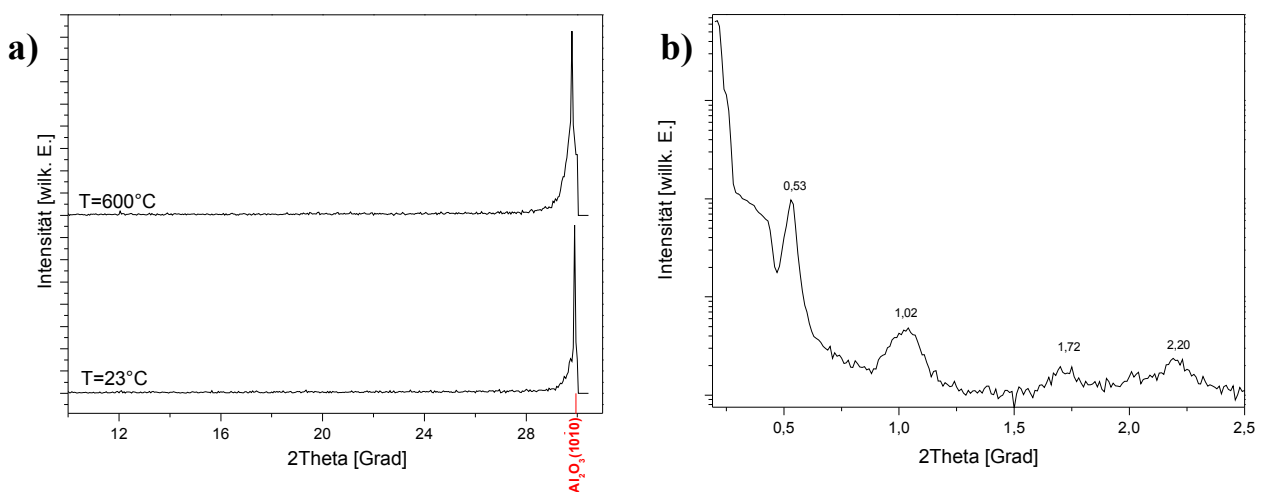 a)
Intensität [wilk. E.]
T=600°C
T=23°C
12 16 20 24 28
2Theta [Grad]
Al₂O₃(1010)
b)
Intensität [willk. E.]
0,53
1,02
1,72
2,20
0,5 1,0 1,5 2,0 2,5
2Theta [Grad]